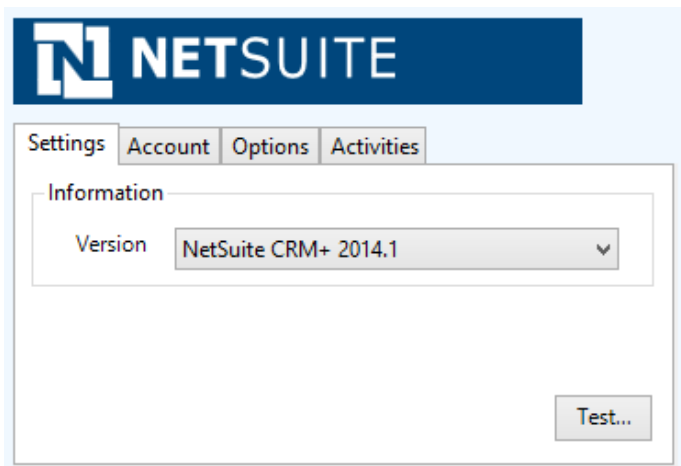 NETSUITE
Settings Account Options Activities
Information
Version NetSuite CRM+ 2014.1
Test...